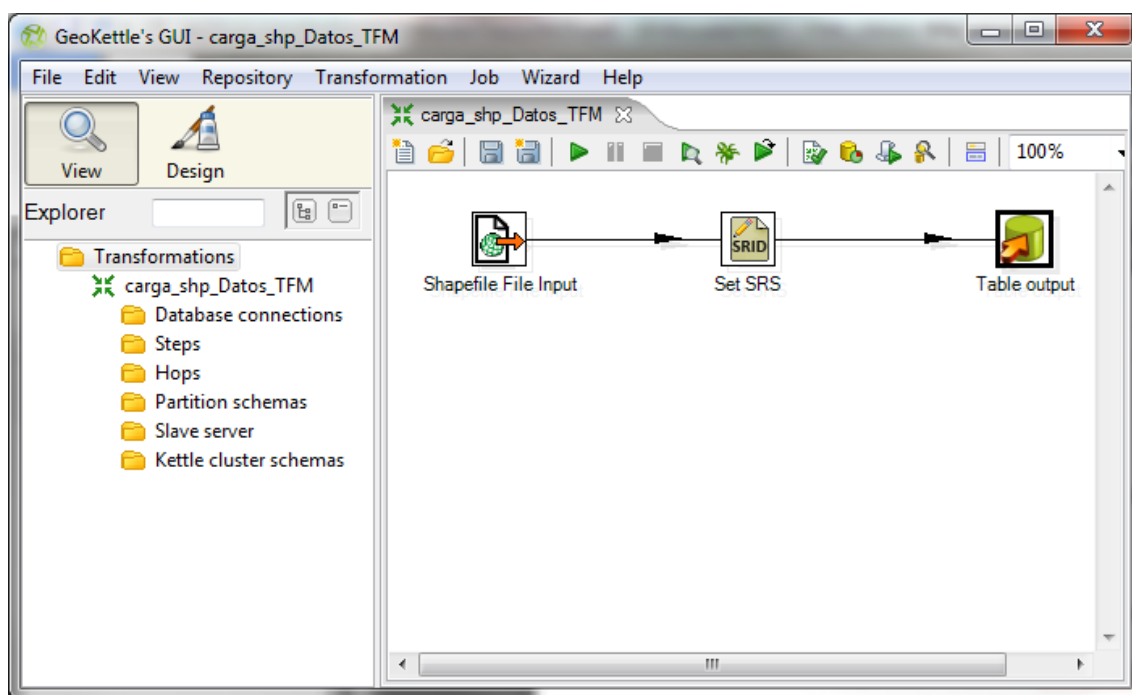 GeoKettle's GUI - carga_shp_Datos_TFM
File Edit View Repository Transformation Job Wizard Help
View Design
Explorer
Transformations
carga_shp_Datos_TFM
Database connections
Steps
Hops
Partition schemas
Slave server
Kettle cluster schemas
carga_shp_Datos_TFM
100%
SRID
Shapefile File Input Set SRS Table output